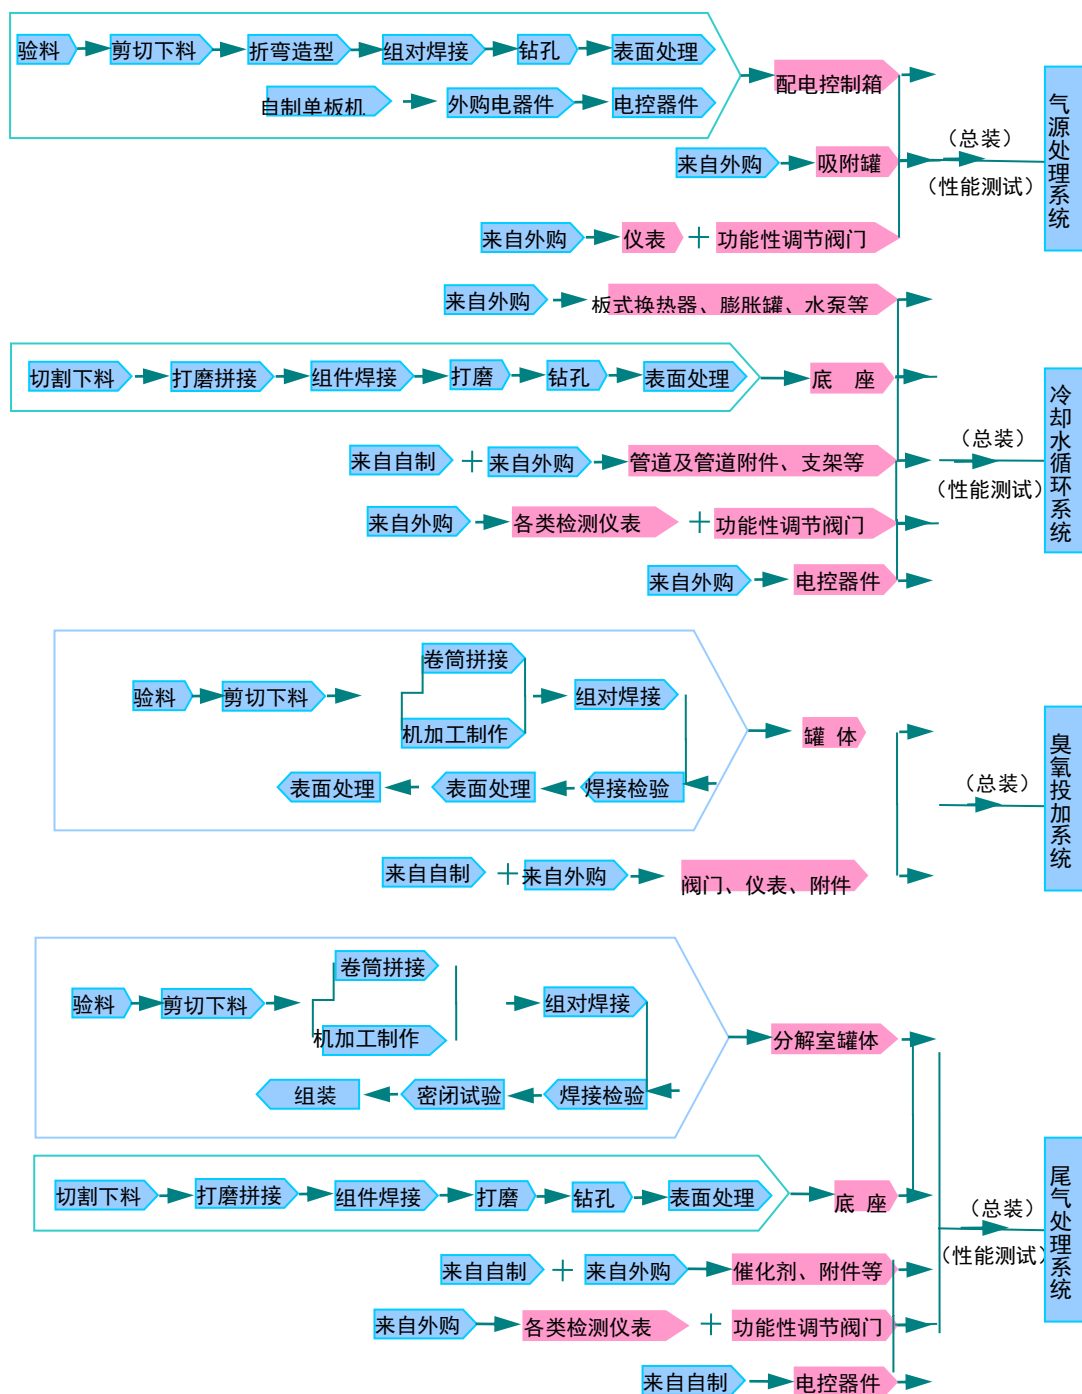 验料 剪切下料 折弯造型 组对焊接 钻孔 表面处理
配电控制箱
自制单板机 外购电器件 电控器件
来自外购 吸附罐
（总装）
（性能测试）
气源处理系统
来自外购 仪表 + 功能性调节阀门
来自外购 板式换热器、膨胀罐、水泵等
切割下料 打磨拼接 组件焊接 打磨 钻孔 表面处理 底 座
来自自制 + 来自外购 管道及管道附件、支架等
（总装）
（性能测试）
冷却水循环系统
来自外购 各类检测仪表 + 功能性调节阀门
来自外购 电控器件
卷筒拼接
验料 剪切下料 组对焊接
机加工制作 罐 体
表面处理 表面处理 焊接检验
（总装）
臭氧投加系统
来自自制 + 来自外购 阀门、仪表、附件
卷筒拼接
验料 剪切下料 组对焊接
机加工制作 分解室罐体
组装 密闭试验 焊接检验
切割下料 打磨拼接 组件焊接 打磨 钻孔 表面处理 底 座
（总装）
（性能测试）
尾气处理系统
来自自制 + 来自外购 催化剂、附件等
来自外购 各类检测仪表 + 功能性调节阀门
来自自制 电控器件